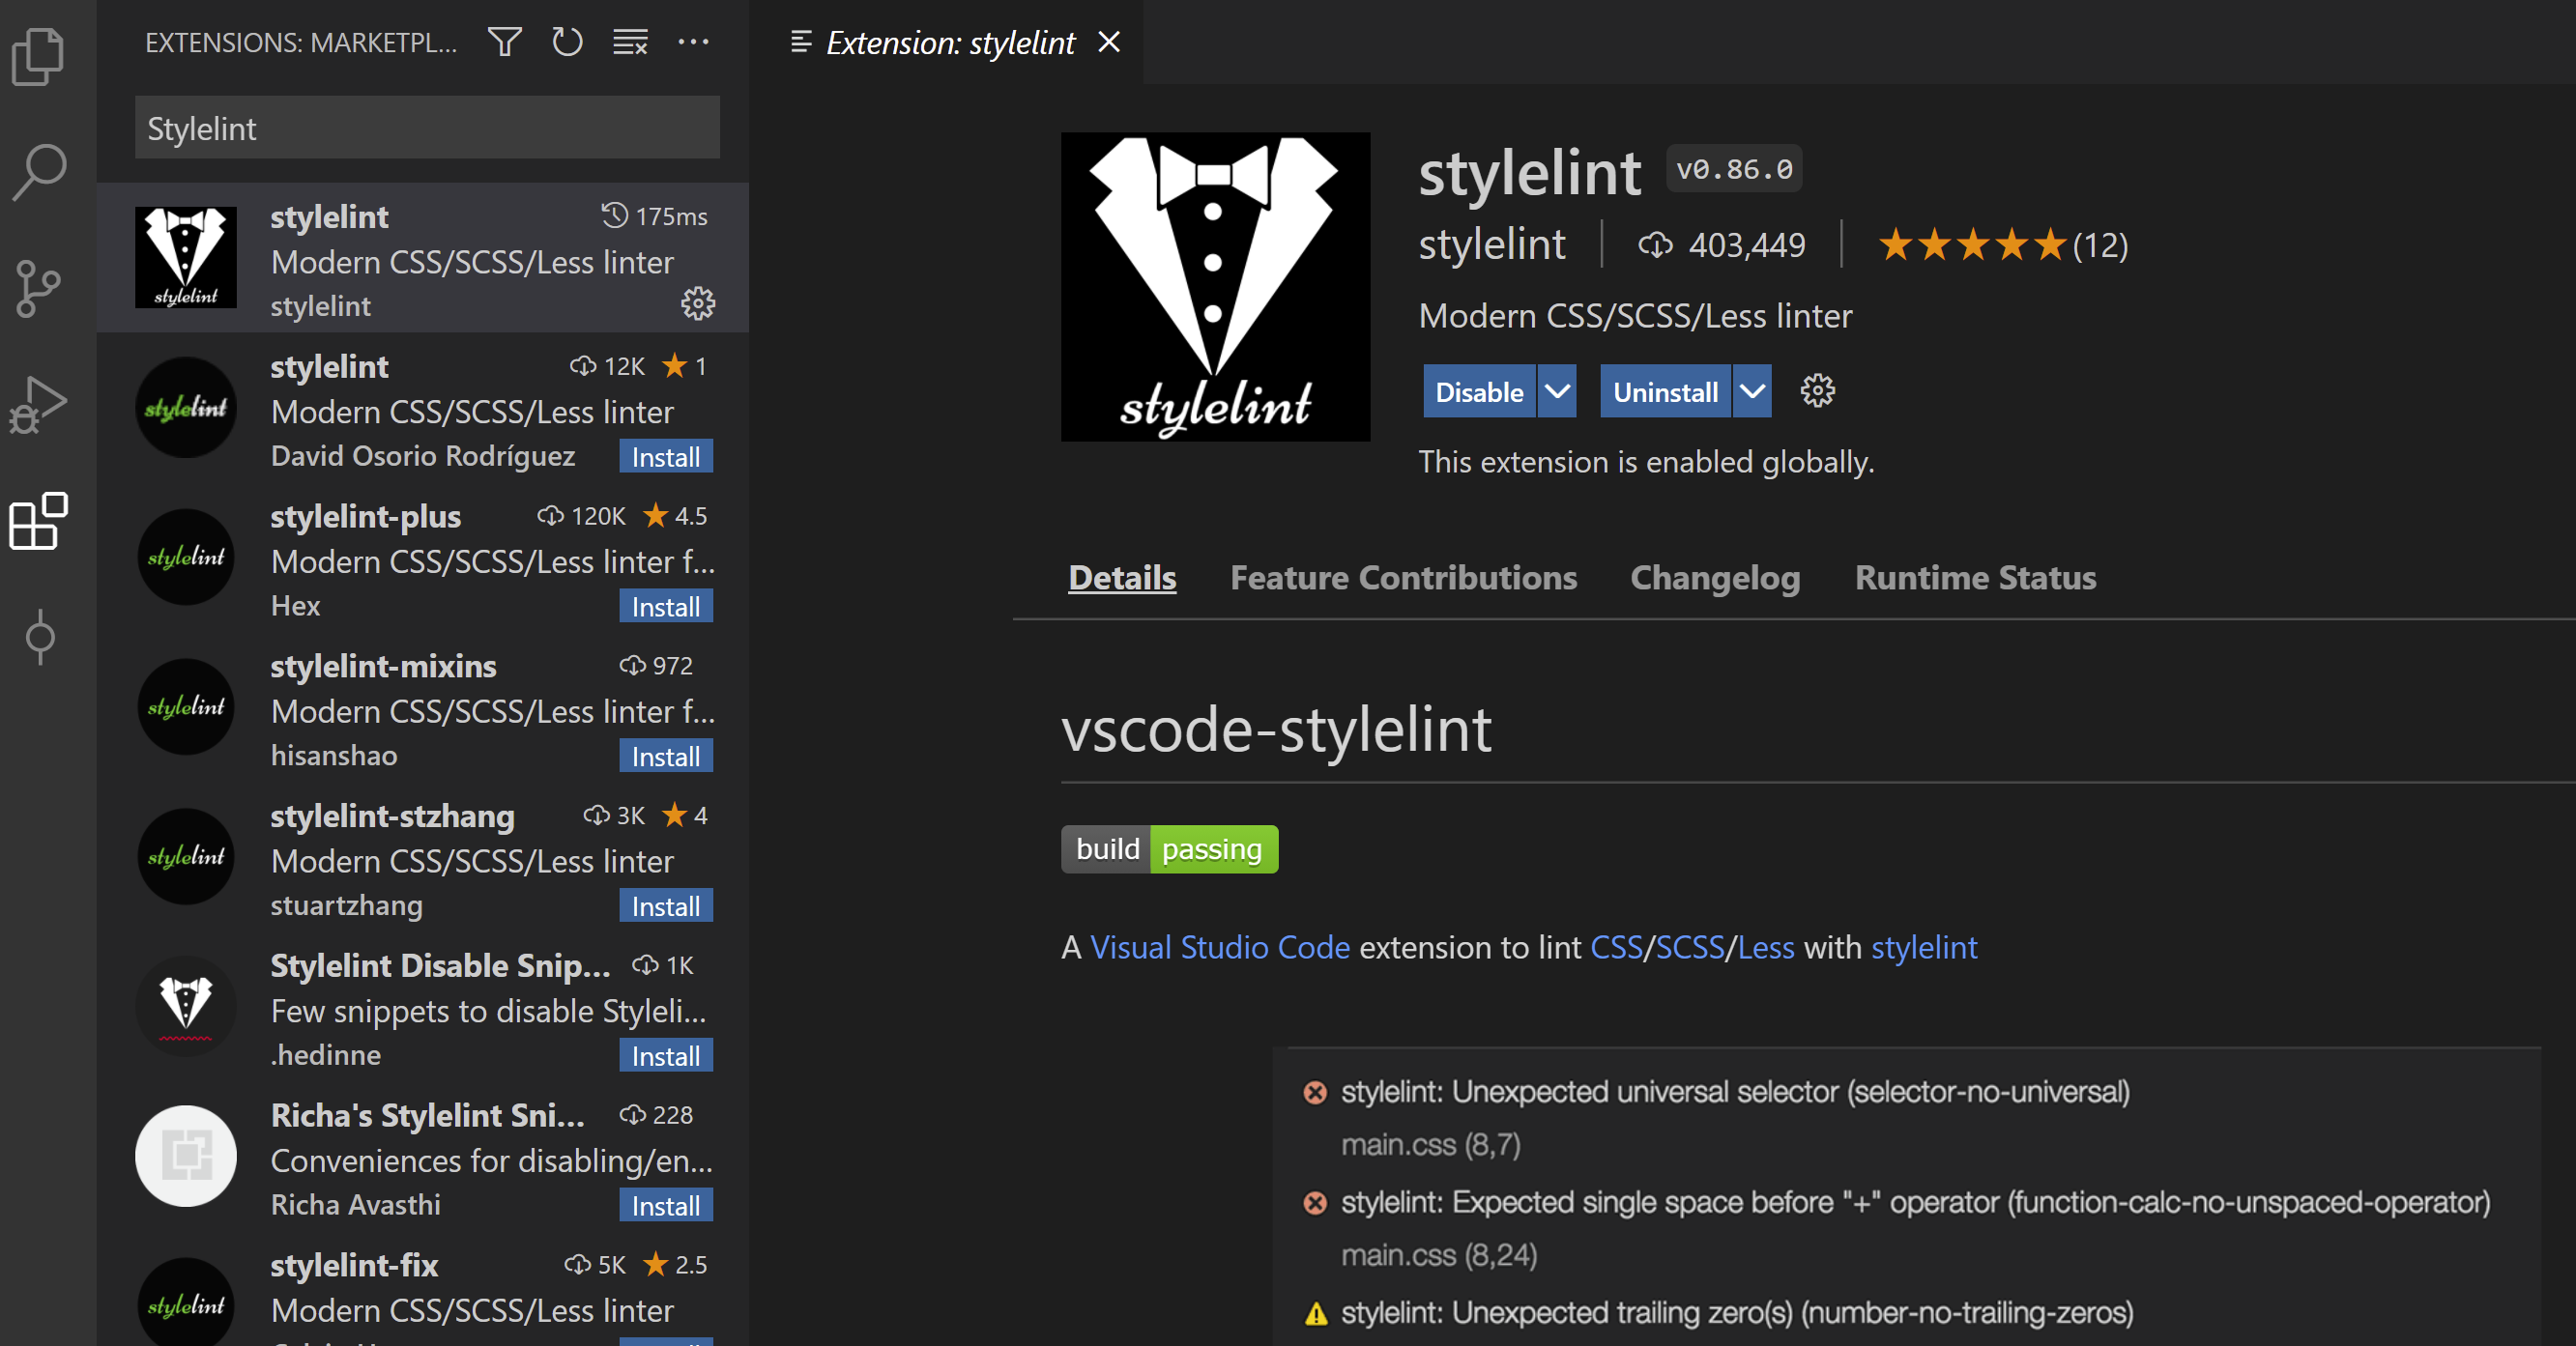 EXTENSIONS: MARKETPL...
Stylelint
stylelint 175ms
Modern CSS/SCSS/Less linter
stylelint
stylelint
stylelint 12K ★ 1
Modern CSS/SCSS/Less linter
David Osorio Rodríguez Install
stylelint
stylelint-plus 120K ★ 4.5
Modern CSS/SCSS/Less linter f...
Hex Install
stylelint
stylelint-mixins 972
Modern CSS/SCSS/Less linter f...
hisanshao Install
stylelint
stylelint-stzhang 3K ★ 4
Modern CSS/SCSS/Less linter
stuartzhang Install
stylelint
Stylelint Disable Snip... 1K
Few snippets to disable Styleli...
.hedinne Install
Richa's Stylelint Sni... 228
Conveniences for disabling/en...
Richa Avasthi Install
stylelint-fix 5K ★ 2.5
Modern CSS/SCSS/Less linter
stylelint
Extension: stylelint
stylelint
stylelint v0.86.0
stylelint | 403,449 | ★★★★★(12)
Modern CSS/SCSS/Less linter
Disable Uninstall
This extension is enabled globally.
Details Feature Contributions Changelog Runtime Status
vscode-stylelint
build passing
A Visual Studio Code extension to lint CSS/SCSS/Less with stylelint
stylelint: Unexpected universal selector (selector-no-universal)
main.css (8,7)
stylelint: Expected single space before "+" operator (function-calc-no-unspaced-operator)
main.css (8,24)
stylelint: Unexpected trailing zero(s) (number-no-trailing-zeros)